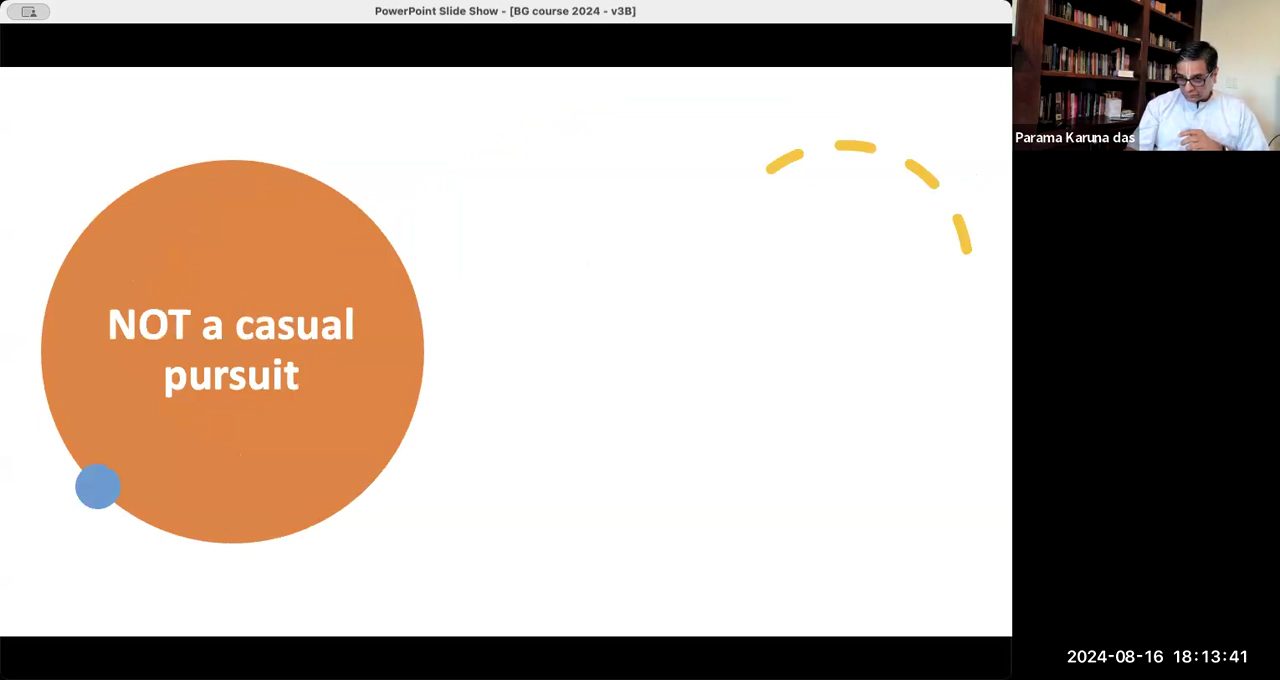 PowerPoint Slide Show - [BG course 2024 - v3B]
NOT a casual
pursuit
Parama Karuna das
2024-08-16 18:13:41